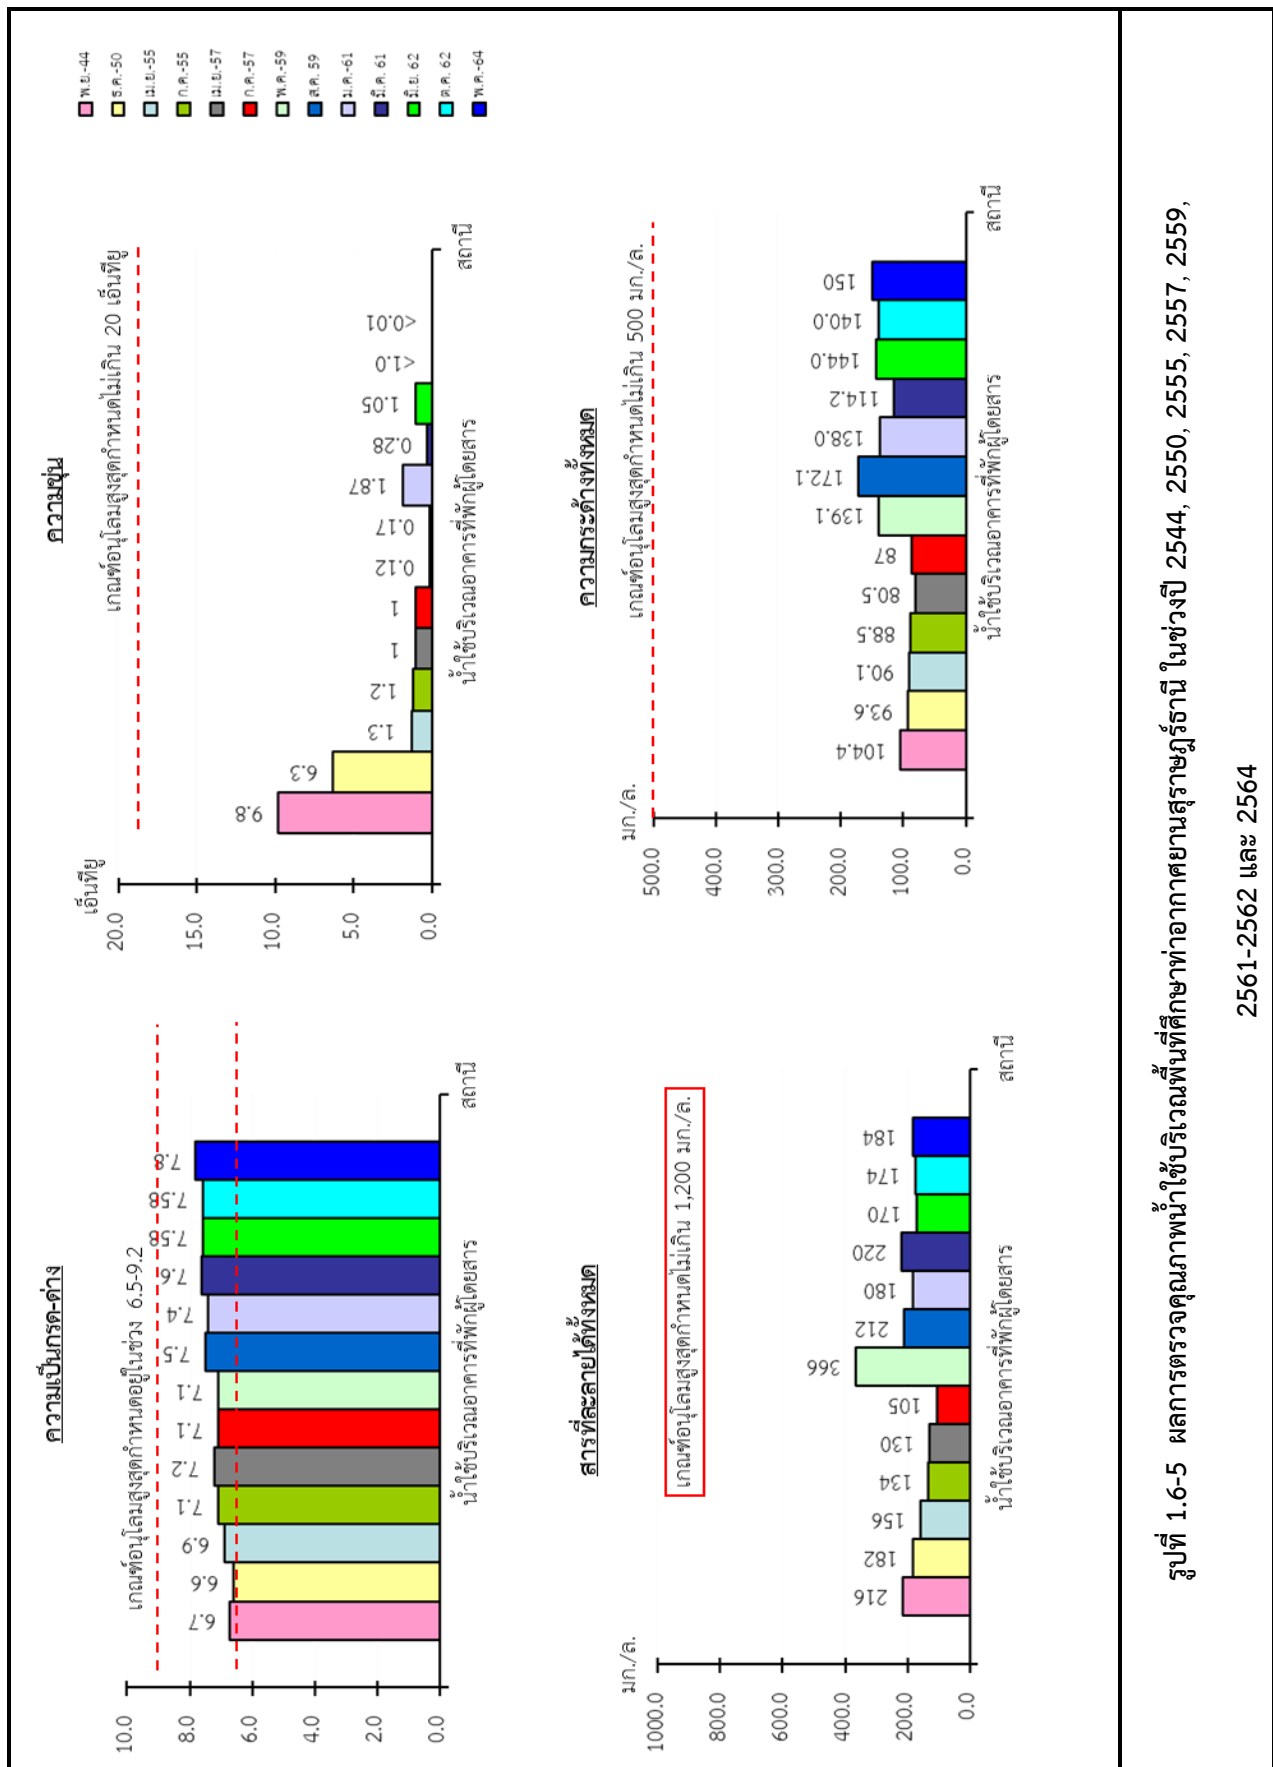 ความเป็นกรด-ด่าง
เกณฑ์อนุโลมสูงสุดกำหนดอยู่ในช่วง 6.5-9.2
10.0
8.0
6.0
4.0
2.0
0.0
6.7
6.6
6.9
7.1
7.2
7.1
7.1
7.5
7.4
7.6
7.58
7.58
7.8
น้ำใช้บริเวณอาคารที่พักผู้โดยสาร
สถานี
ความขุ่น
เอ็นทียู
เกณฑ์อนุโลมสูงสุดกำหนดไม่เกิน 20 เอ็นทียู
20.0
15.0
10.0
5.0
0.0
9.8
6.3
1.3
1.2
1
1
0.12
0.17
1.87
0.28
1.05
<1.0
<0.01
น้ำใช้บริเวณอาคารที่พักผู้โดยสาร
สถานี
พ.ย.-44
ธ.ค.-50
เม.ย.-55
ก.ค.-55
เม.ย.-57
ก.ค.-57
พ.ค.-59
ส.ค. 59
ม.ค.-61
มี.ค. 61
มิ.ย. 62
ต.ค. 62
พ.ค.-64
สารที่ละลายได้ทั้งหมด
มก./ล.
เกณฑ์อนุโลมสูงสุดกำหนดไม่เกิน 1,200 มก./ล.
1000.0
800.0
600.0
400.0
200.0
0.0
216
182
156
134
130
105
366
212
180
220
170
174
184
น้ำใช้บริเวณอาคารที่พักผู้โดยสาร
สถานี
ความกระด้างทั้งหมด
มก./ล.
เกณฑ์อนุโลมสูงสุดกำหนดไม่เกิน 500 มก./ล.
500.0
400.0
300.0
200.0
100.0
0.0
104.4
93.6
90.1
88.5
80.5
87
139.1
172.1
138.0
114.2
144.0
140.0
150
น้ำใช้บริเวณอาคารที่พักผู้โดยสาร
สถานี
รูปที่ 1.6-5 ผลการตรวจคุณภาพน้ำใช้บริเวณพื้นที่ศึกษาท่าอากาศยานสุราษฎร์ธานี ในช่วงปี 2544, 2550, 2555, 2557, 2559,
2561-2562 และ 2564